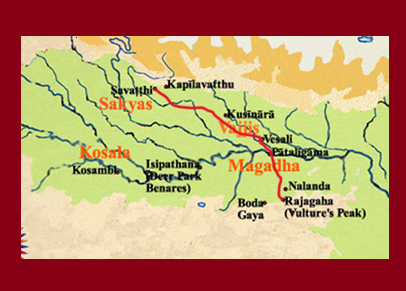 Kapilavatthu
Savatthi
Sakyas
Kusinārā
Vajjis
Vesali
Kosala
Pātaligāma
Isipathana
Magadha
Kosambi
(Deer Park
Benares)
Nalanda
Boda
Gaya
Rajagaha
(Vulture's Peak)